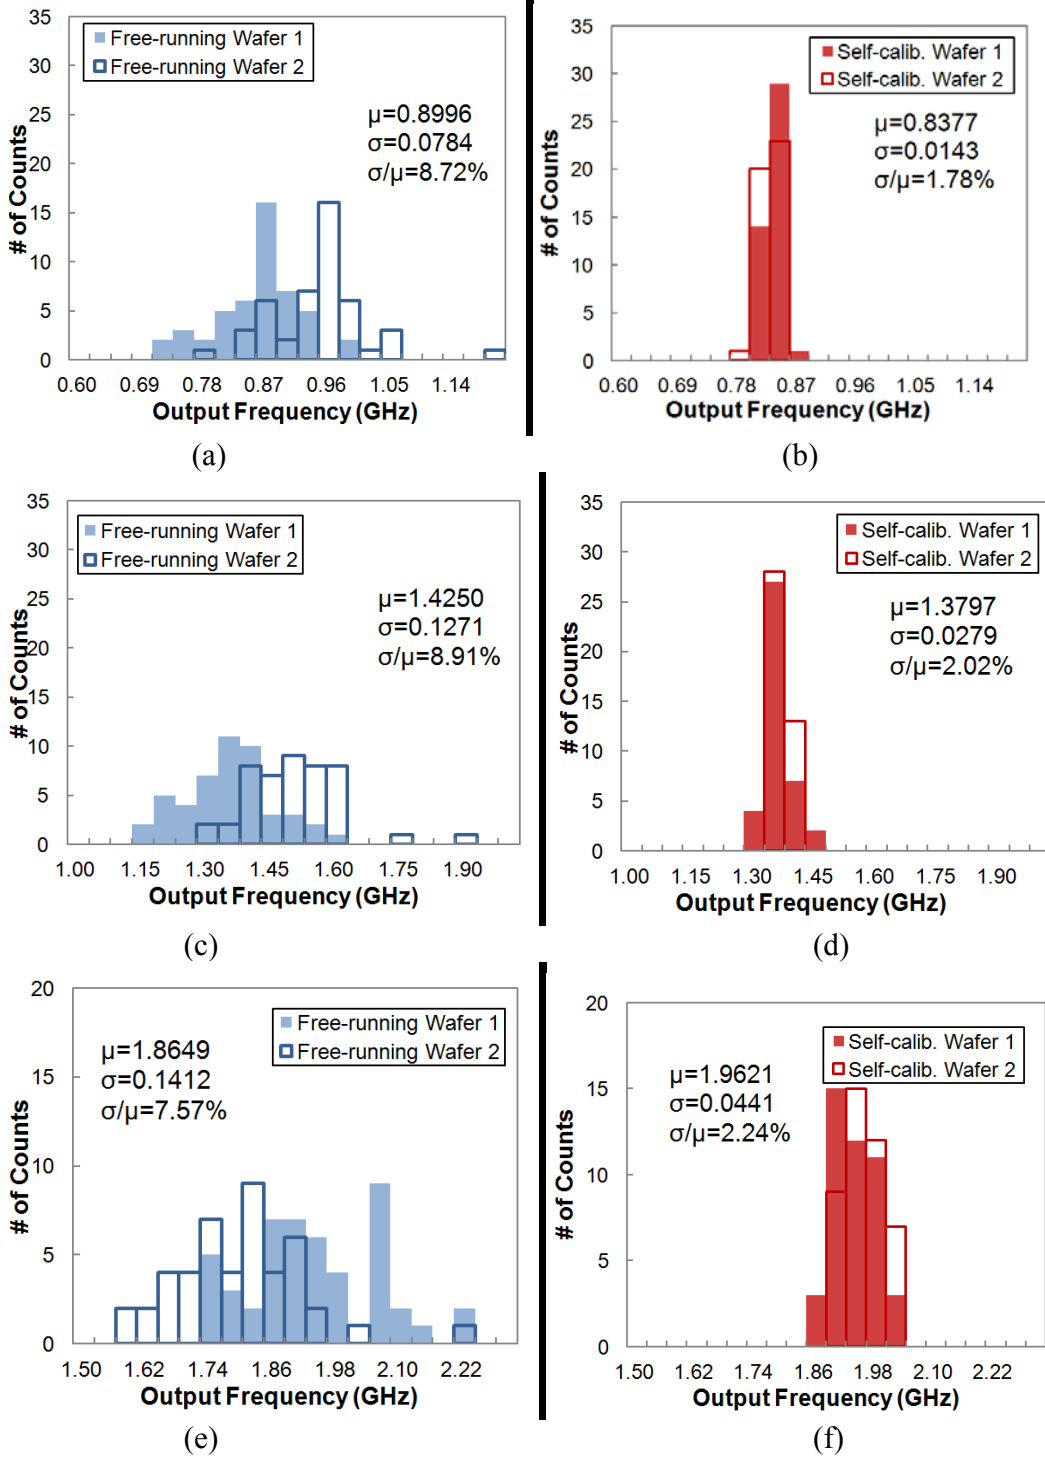 35
30
25
20
15
10
5
0
# of Counts
Free-running Wafer 1
Free-running Wafer 2
µ=0.8996
σ=0.0784
σ/µ=8.72%
0.60 0.69 0.78 0.87 0.96 1.05 1.14
Output Frequency (GHz)
(a)
35
30
25
20
15
10
5
0
# of Counts
Self-calib. Wafer 1
Self-calib. Wafer 2
µ=0.8377
σ=0.0143
σ/µ=1.78%
0.60 0.69 0.78 0.87 0.96 1.05 1.14
Output Frequency (GHz)
(b)
35
30
25
20
15
10
5
0
# of Counts
Free-running Wafer 1
Free-running Wafer 2
µ=1.4250
σ=0.1271
σ/µ=8.91%
1.00 1.15 1.30 1.45 1.60 1.75 1.90
Output Frequency (GHz)
(c)
35
30
25
20
15
10
5
0
# of Counts
Self-calib. Wafer 1
Self-calib. Wafer 2
µ=1.3797
σ=0.0279
σ/µ=2.02%
1.00 1.15 1.30 1.45 1.60 1.75 1.90
Output Frequency (GHz)
(d)
20
15
10
5
0
# of Counts
Free-running Wafer 1
Free-running Wafer 2
µ=1.8649
σ=0.1412
σ/µ=7.57%
1.50 1.62 1.74 1.86 1.98 2.10 2.22
Output Frequency (GHz)
(e)
20
15
10
5
0
# of Counts
Self-calib. Wafer 1
Self-calib. Wafer 2
µ=1.9621
σ=0.0441
σ/µ=2.24%
1.50 1.62 1.74 1.86 1.98 2.10 2.22
Output Frequency (GHz)
(f)